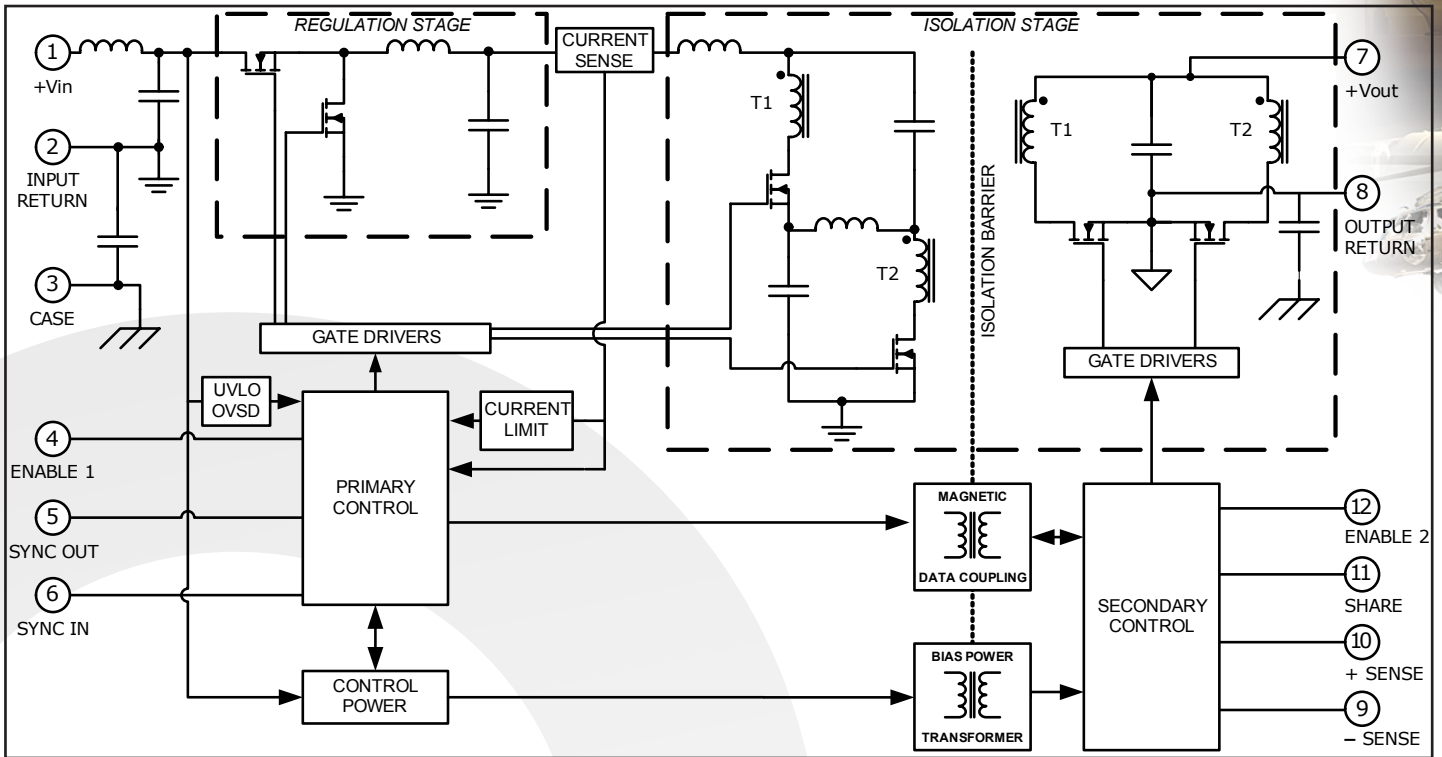 REGULATION STAGE
ISOLATION STAGE
1
+Vin
CURRENT
SENSE
7
+Vout
T1
T1
T2
2
INPUT
RETURN
8
OUTPUT
RETURN
T2
3
CASE
ISOLATION BARRIER
GATE DRIVERS
GATE DRIVERS
UVLO
OVSD
CURRENT
LIMIT
4
ENABLE 1
PRIMARY
CONTROL
5
SYNC OUT
6
SYNC IN
MAGNETIC
DATA COUPLING
12
ENABLE 2
11
SHARE
SECONDARY
CONTROL
10
+ SENSE
9
– SENSE
CONTROL
POWER
BIAS POWER
TRANSFORMER